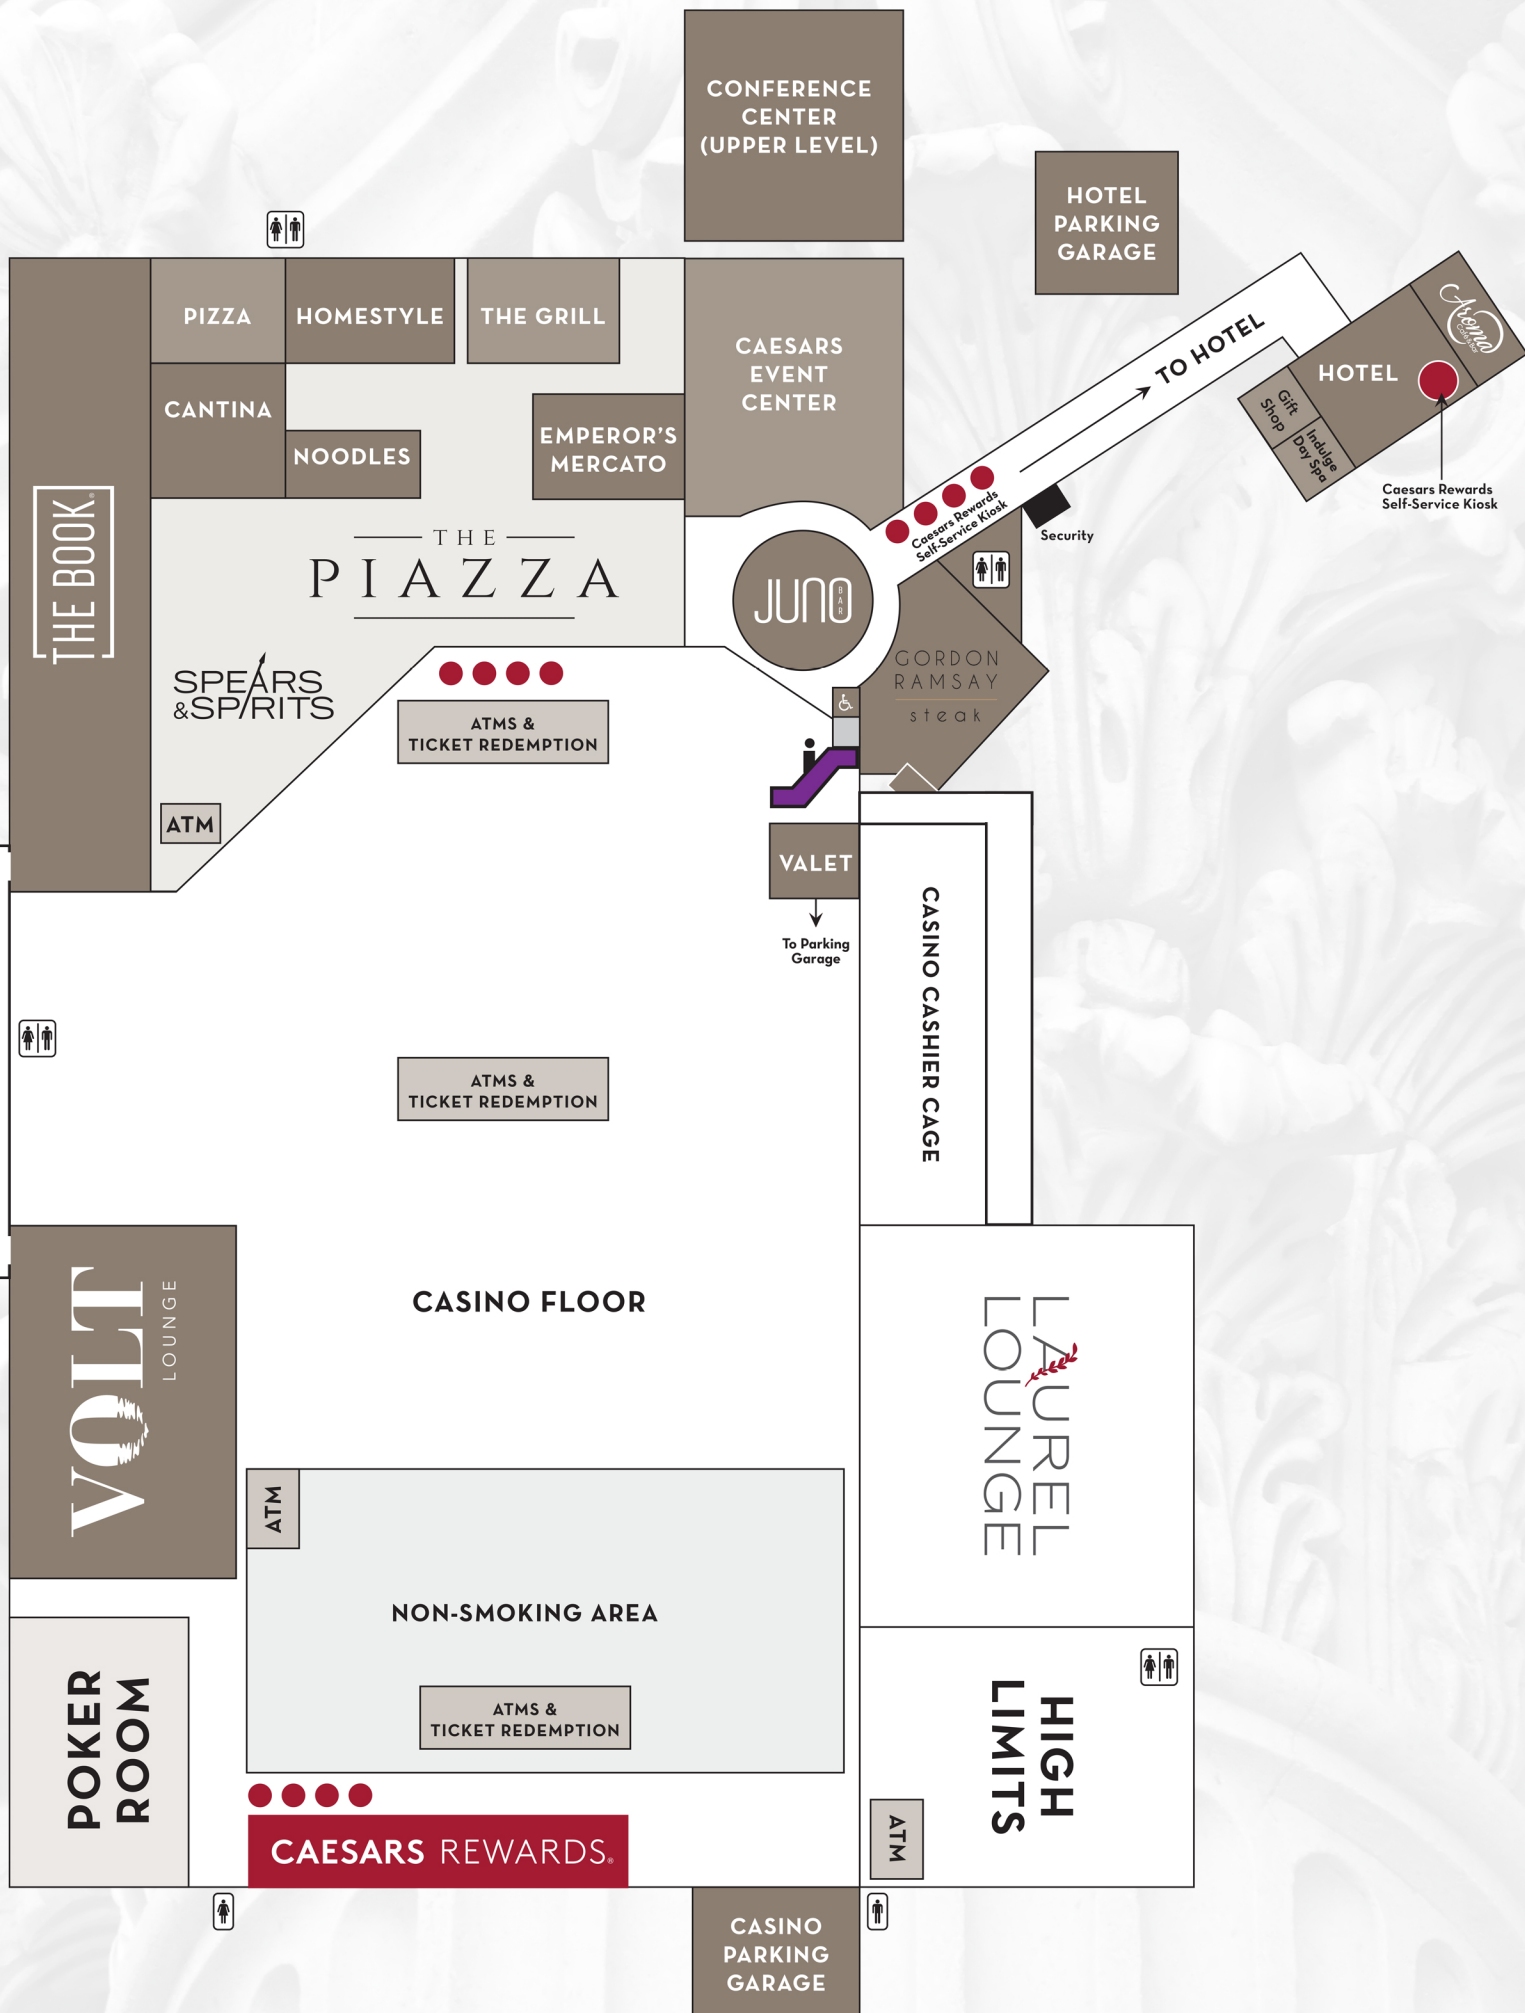 CONFERENCE
CENTER
(UPPER LEVEL)
HOTEL
PARKING
GARAGE
PIZZA
HOMESTYLE
THE GRILL
CAESARS
EVENT
CENTER
TO HOTEL
HOTEL
Aroma
Café & Bar
Gift
Shop
Indulge
Day Spa
Caesars Rewards
Self-Service Kiosk
CANTINA
NOODLES
EMPEROR'S
MERCATO
Caesars Rewards
Self-Service Kiosk
Security
THE BOOK®
THE
PIAZZA
JUNO
BAR
SPEARS
&SPIRITS
GORDON
RAMSAY
steak
ATMS &
TICKET REDEMPTION
ATM
VALET
To Parking
Garage
CASINO CASHIER CAGE
ATMS &
TICKET REDEMPTION
CASINO FLOOR
VOLT
LOUNGE
LAUREL
LOUNGE
ATM
NON-SMOKING AREA
ATMS &
TICKET REDEMPTION
POKER
ROOM
HIGH
LIMITS
ATM
CAESARS REWARDS®
CASINO
PARKING
GARAGE